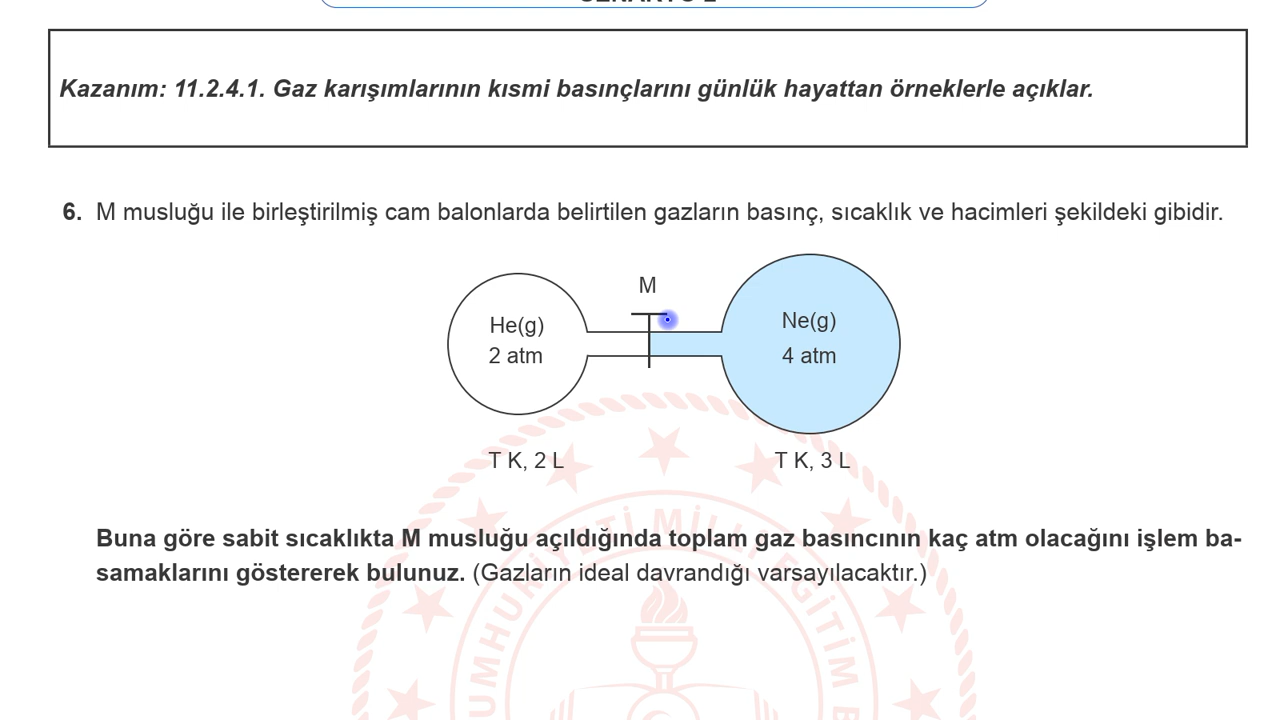 Kazanım: 11.2.4.1. Gaz karışımlarının kısmi basınçlarını günlük hayattan örneklerle açıklar.
6. M musluğu ile birleştirilmiş cam balonlarda belirtilen gazların basınç, sıcaklık ve hacimleri şekildeki gibidir.
M
He(g)
2 atm
Ne(g)
4 atm
T K, 2 L
T K, 3 L
Buna göre sabit sıcaklıkta M musluğu açıldığında toplam gaz basıncının kaç atm olacağını işlem ba-
samaklarını göstererek bulunuz. (Gazların ideal davrandığı varsayılacaktır.)